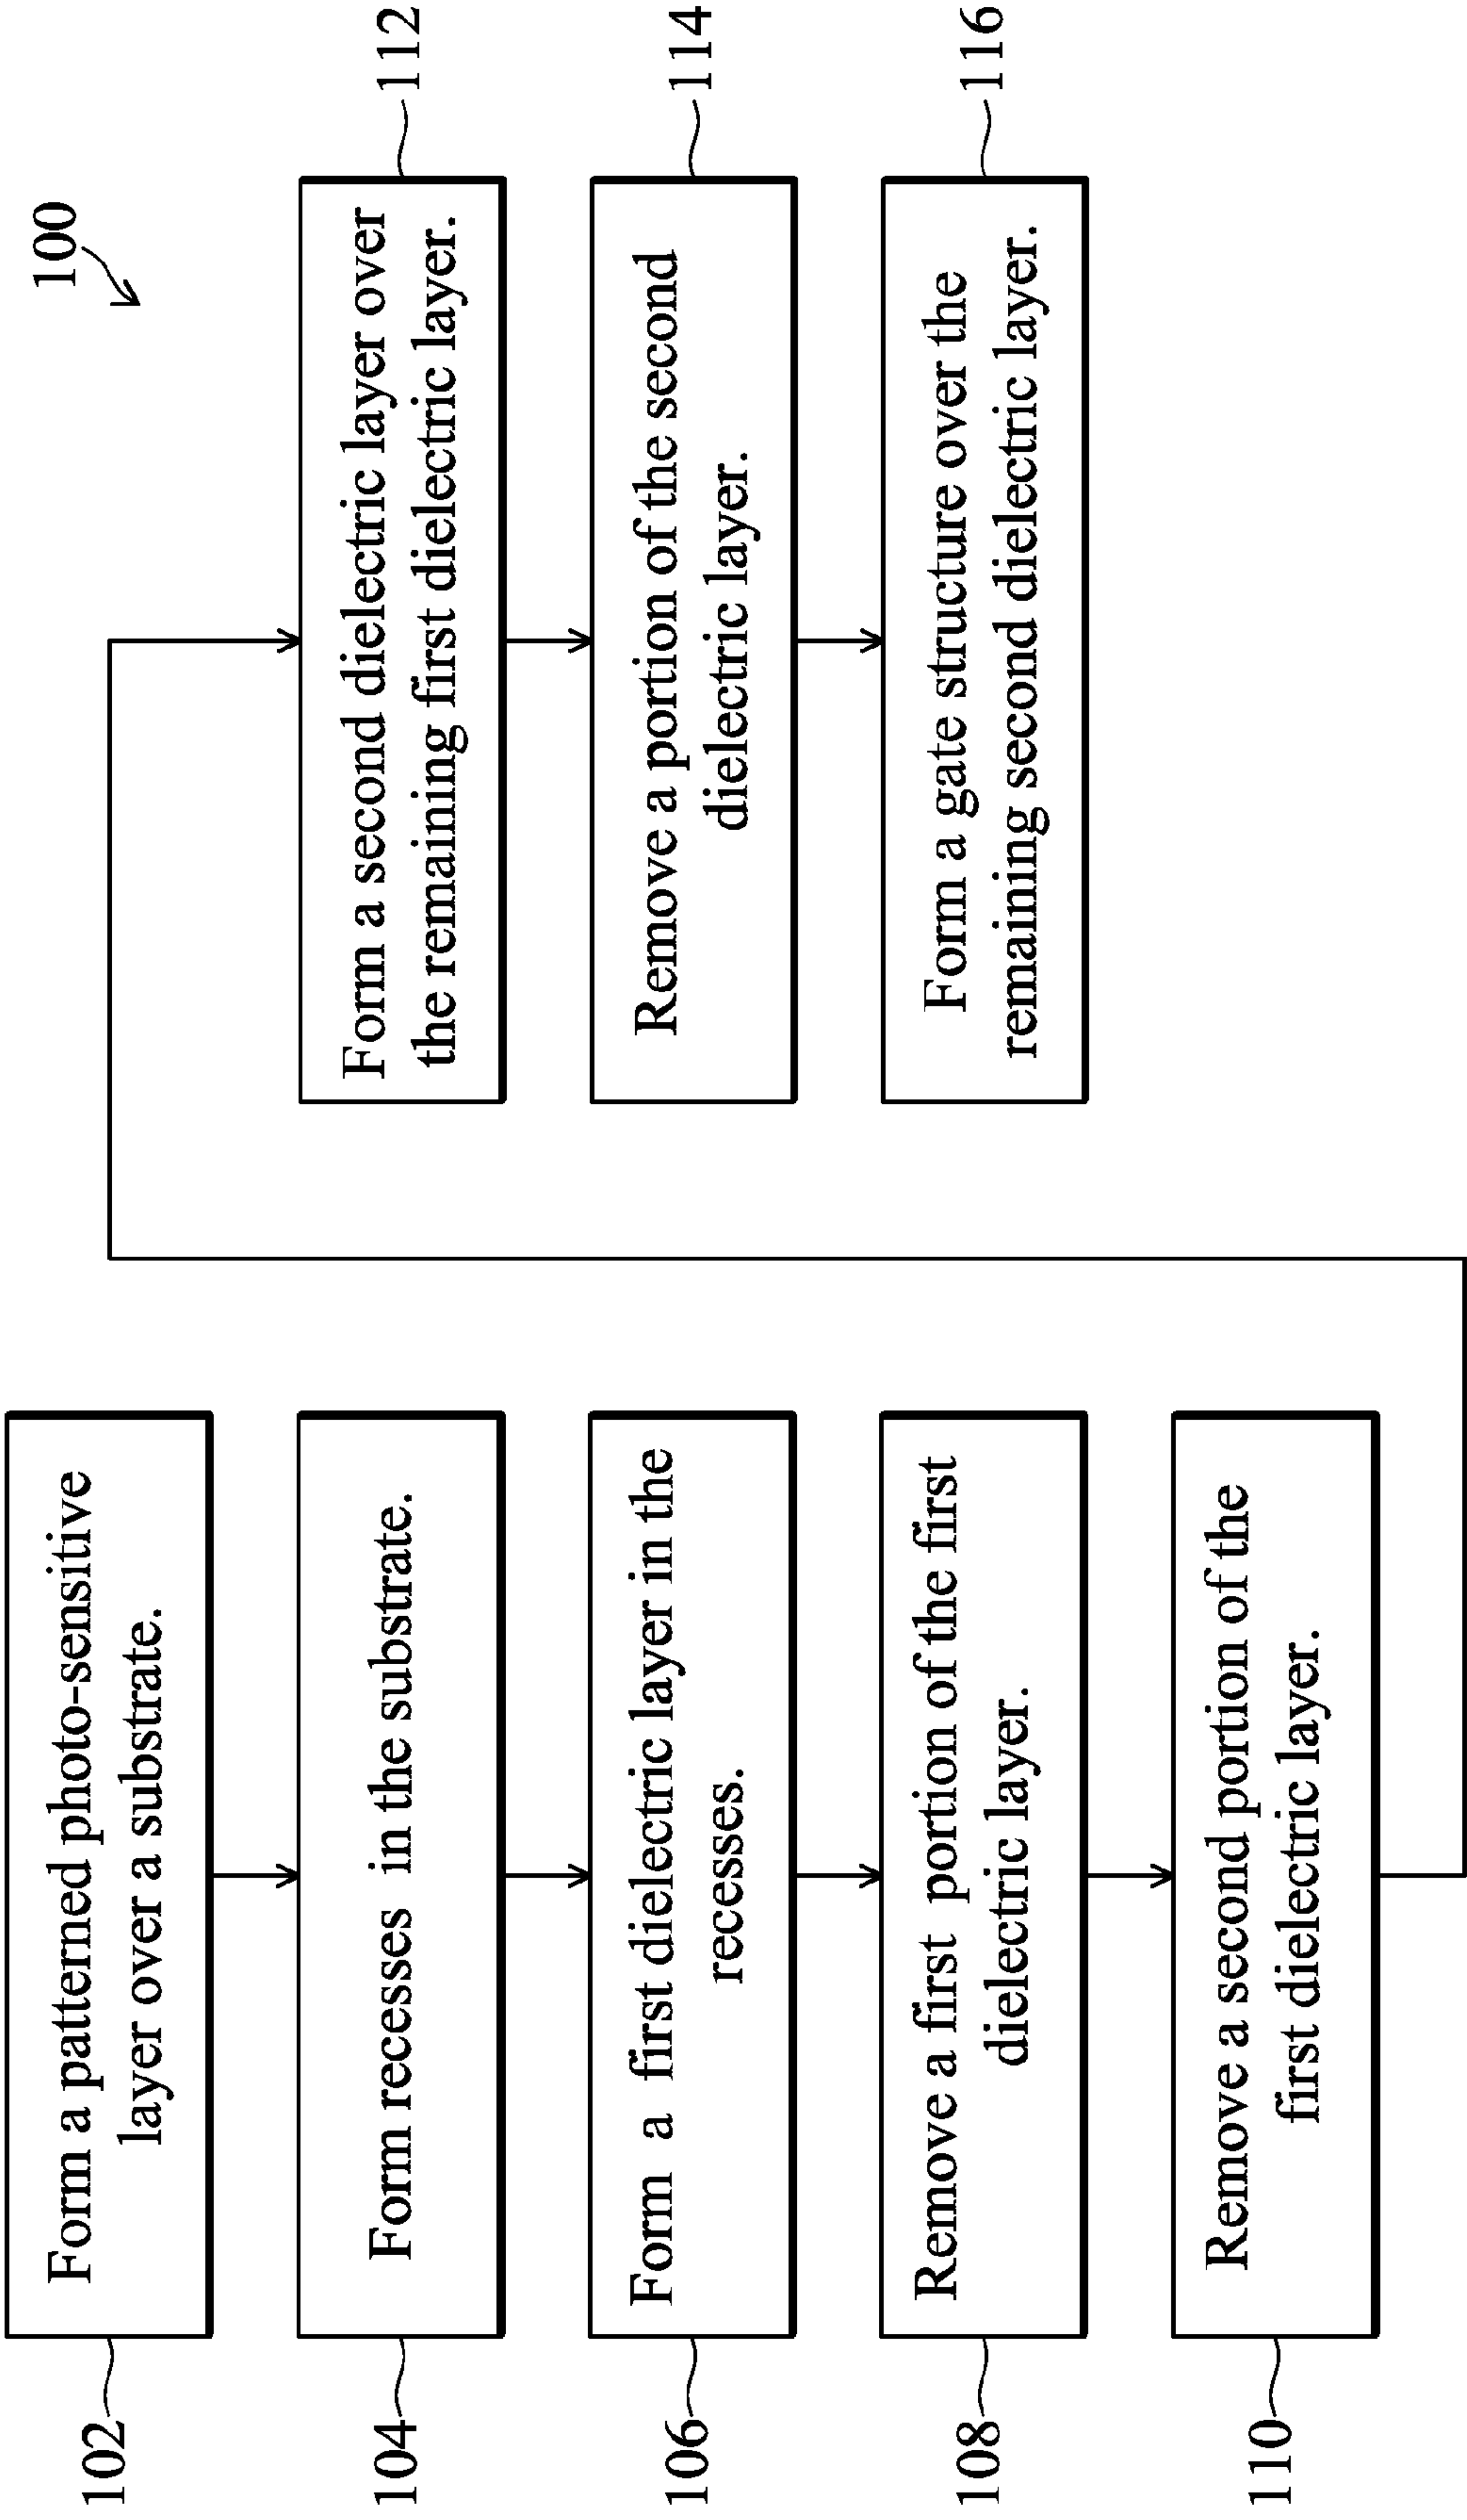 100
102
Form a patterned photo-sensitive
layer over a substrate.
104
Form recesses in the substrate.
106
Form a first dielectric layer in the
recesses.
108
Remove a first portion of the first
dielectric layer.
110
Remove a second portion of the
first dielectric layer.
Form a second dielectric layer over
the remaining first dielectric layer.
112
Remove a portion of the second
dielectric layer.
114
Form a gate structure over the
remaining second dielectric layer.
116